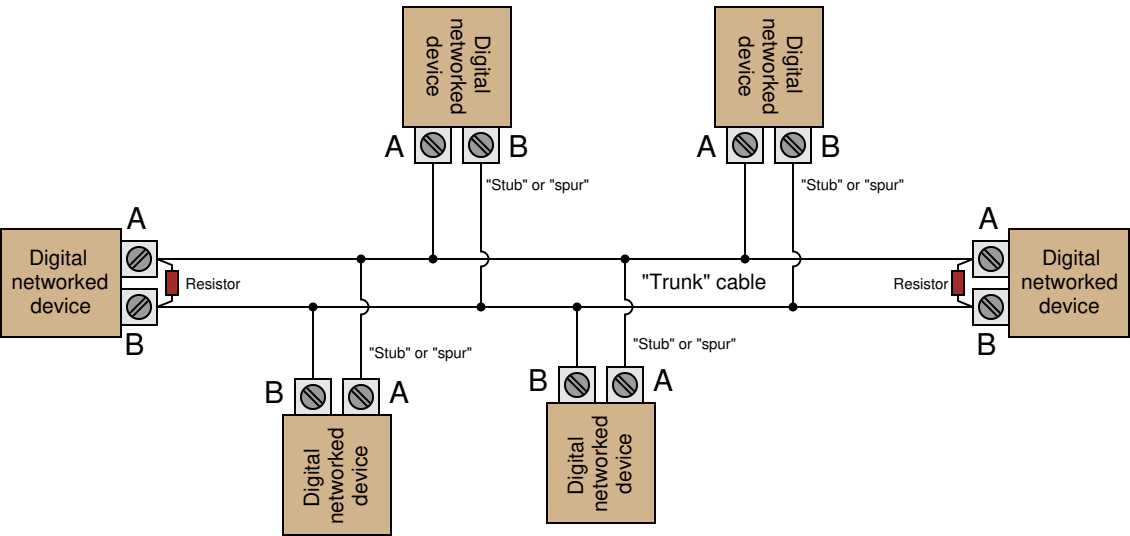 Digital
networked
device
A
B
"Stub" or "spur"
Digital
networked
device
A
B
"Stub" or "spur"
A
Digital
networked
device
B
Resistor
"Trunk" cable
Resistor
A
Digital
networked
device
B
"Stub" or "spur"
B
A
Digital
networked
device
"Stub" or "spur"
B
A
Digital
networked
device